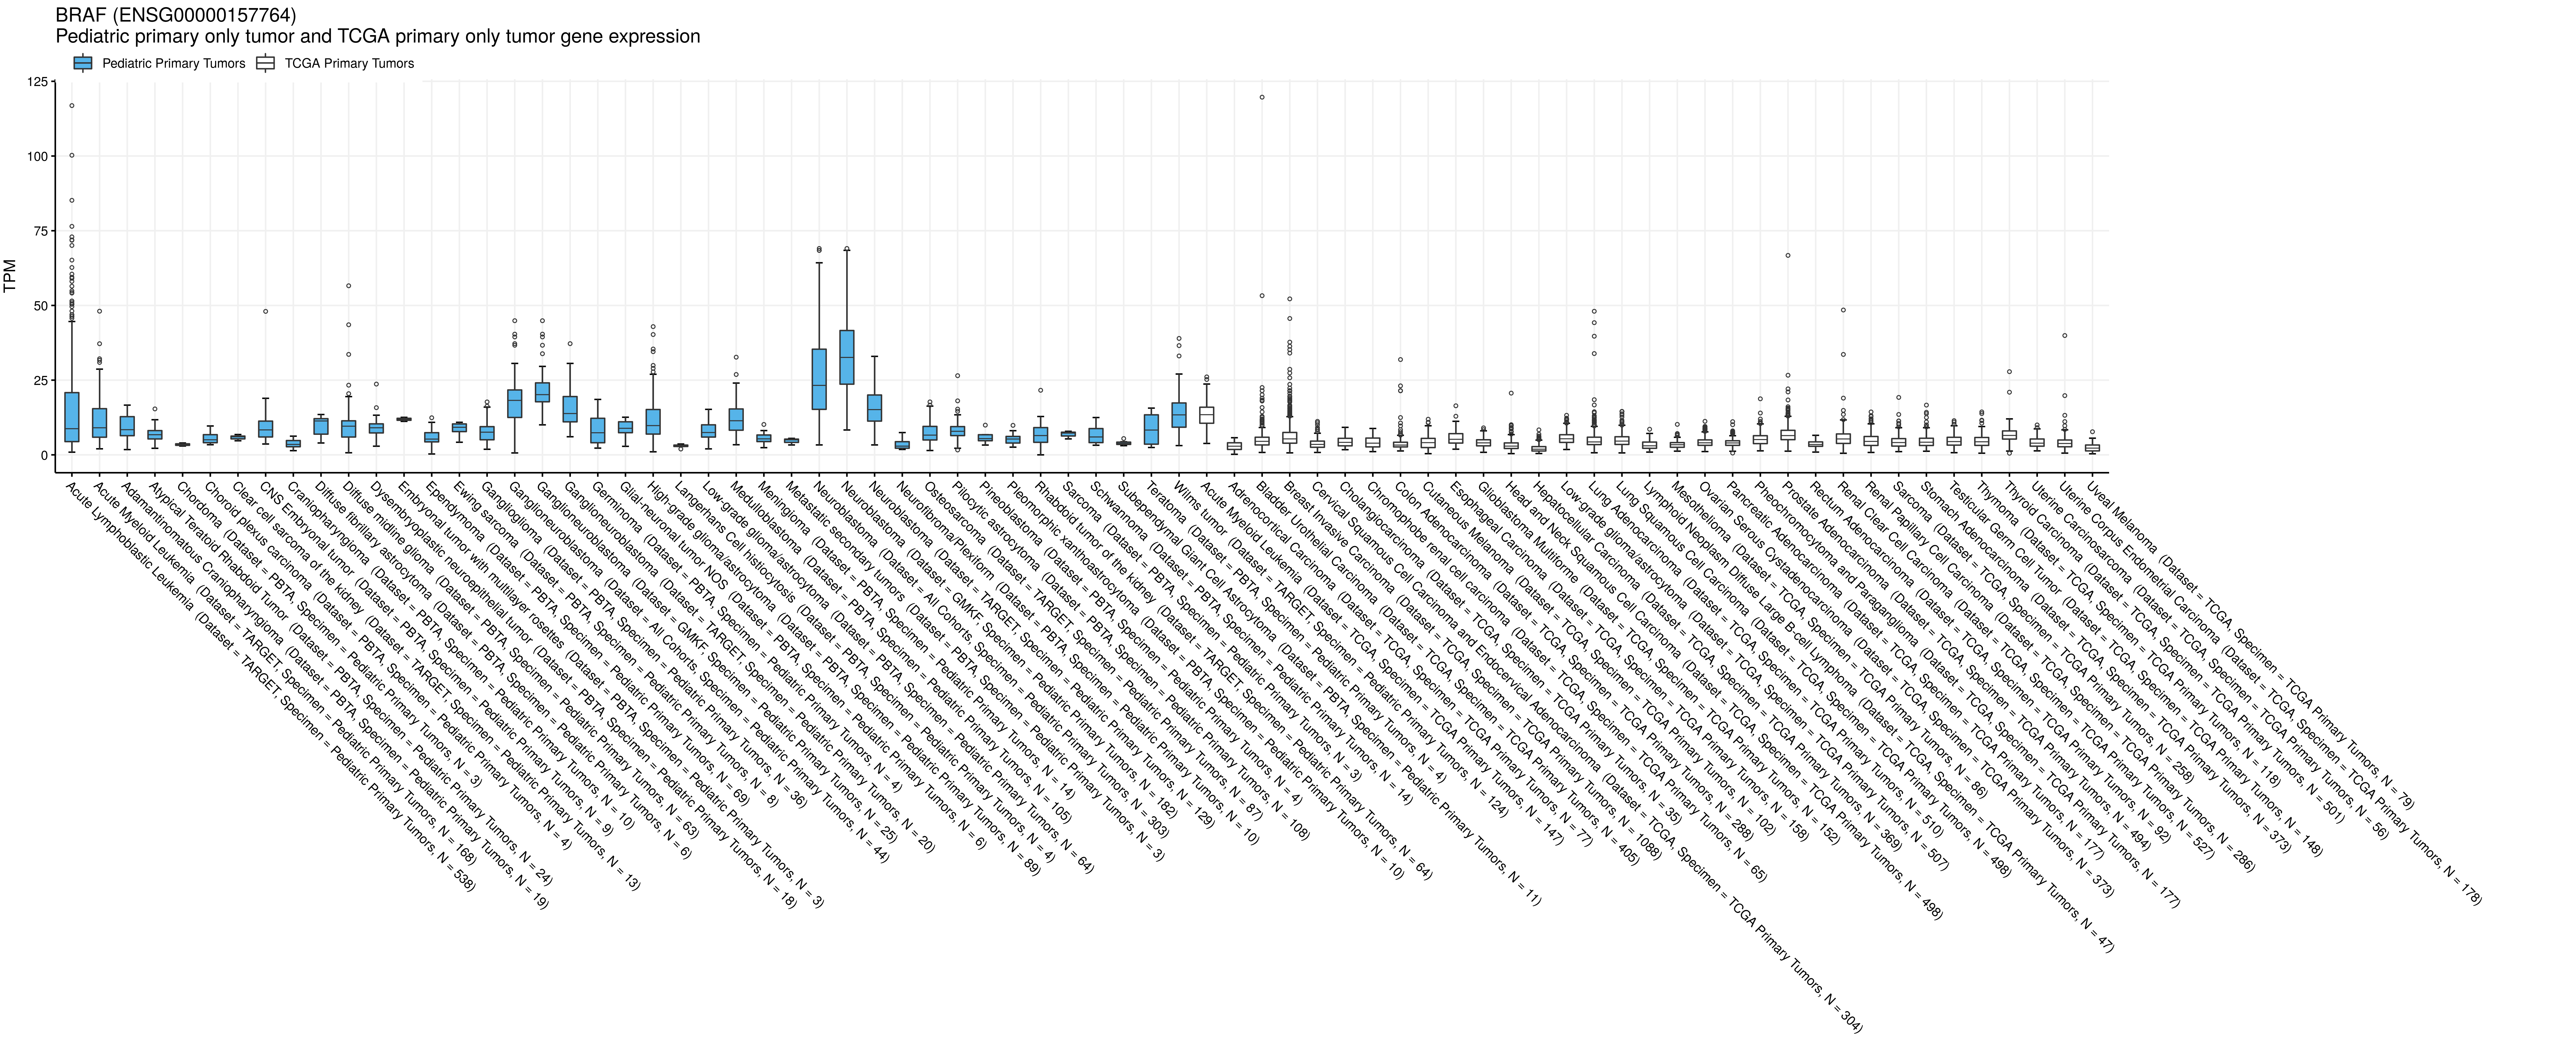 BRAF (ENSG00000157764)
Pediatric primary only tumor and TCGA primary only tumor gene expression
Pediatric Primary Tumors
TCGA Primary Tumors
125
100
75
50
25
0
TPM
Acute Lymphoblastic Leukemia (Dataset = TARGET, Specimen = Pediatric Primary Tumors, N = 538)
Acute Myeloid Leukemia (Dataset = TARGET, Specimen = Pediatric Primary Tumors, N = 168)
Adamantinomatous Craniopharyngioma (Dataset = PBTA, Specimen = Pediatric Primary Tumors, N = 19)
Atypical Teratoid Rhabdoid Tumor (Dataset = PBTA, Specimen = Pediatric Primary Tumors, N = 24)
Chordoma (Dataset = PBTA, Specimen = Pediatric Primary Tumors, N = 3)
Choroid plexus carcinoma (Dataset = PBTA, Specimen = Pediatric Primary Tumors, N = 4)
Clear cell sarcoma of the kidney (Dataset = TARGET, Specimen = Pediatric Primary Tumors, N = 13)
CNS Embryonal tumor (Dataset = PBTA, Specimen = Pediatric Primary Tumors, N = 9)
Craniopharyngioma (Dataset = PBTA, Specimen = Pediatric Primary Tumors, N = 10)
Diffuse fibrillary astrocytoma (Dataset = PBTA, Specimen = Pediatric Primary Tumors, N = 6)
Diffuse midline glioma (Dataset = PBTA, Specimen = Pediatric Primary Tumors, N = 63)
Dysembryoplastic neuroepithelial tumor (Dataset = PBTA, Specimen = Pediatric Primary Tumors, N = 18)
Embryonal tumor with multilayer rosettes (Dataset = PBTA, Specimen = Pediatric Primary Tumors, N = 3)
Ependymoma (Dataset = PBTA, Specimen = Pediatric Primary Tumors, N = 69)
Ewing sarcoma (Dataset = PBTA, Specimen = Pediatric Primary Tumors, N = 8)
Ganglioglioma (Dataset = PBTA, Specimen = Pediatric Primary Tumors, N = 36)
Ganglioneuroblastoma (Dataset = All Cohorts, Specimen = Pediatric Primary Tumors, N = 44)
Ganglioneuroblastoma (Dataset = GMKF, Specimen = Pediatric Primary Tumors, N = 25)
Ganglioneuroblastoma (Dataset = TARGET, Specimen = Pediatric Primary Tumors, N = 20)
Germinoma (Dataset = PBTA, Specimen = Pediatric Primary Tumors, N = 4)
Glial-neuronal tumor NOS (Dataset = PBTA, Specimen = Pediatric Primary Tumors, N = 6)
High-grade glioma/astrocytoma (Dataset = PBTA, Specimen = Pediatric Primary Tumors, N = 89)
Langerhans Cell histiocytosis (Dataset = PBTA, Specimen = Pediatric Primary Tumors, N = 4)
Low-grade glioma/astrocytoma (Dataset = PBTA, Specimen = Pediatric Primary Tumors, N = 64)
Medulloblastoma (Dataset = PBTA, Specimen = Pediatric Primary Tumors, N = 105)
Meningioma (Dataset = PBTA, Specimen = Pediatric Primary Tumors, N = 14)
Metastatic secondary tumors (Dataset = PBTA, Specimen = Pediatric Primary Tumors, N = 3)
Neuroblastoma (Dataset = All Cohorts, Specimen = Pediatric Primary Tumors, N = 303)
Neuroblastoma (Dataset = GMKF, Specimen = Pediatric Primary Tumors, N = 182)
Neuroblastoma (Dataset = TARGET, Specimen = Pediatric Primary Tumors, N = 129)
Neurofibroma/Plexiform (Dataset = PBTA, Specimen = Pediatric Primary Tumors, N = 10)
Osteosarcoma (Dataset = TARGET, Specimen = Pediatric Primary Tumors, N = 87)
Pilocytic astrocytoma (Dataset = PBTA, Specimen = Pediatric Primary Tumors, N = 108)
Pineoblastoma (Dataset = PBTA, Specimen = Pediatric Primary Tumors, N = 4)
Pleomorphic xanthoastrocytoma (Dataset = PBTA, Specimen = Pediatric Primary Tumors, N = 10)
Rhabdoid tumor of the kidney (Dataset = TARGET, Specimen = Pediatric Primary Tumors, N = 64)
Sarcoma (Dataset = PBTA, Specimen = Pediatric Primary Tumors, N = 3)
Schwannoma (Dataset = PBTA, Specimen = Pediatric Primary Tumors, N = 14)
Subependymal Giant Cell Astrocytoma (Dataset = PBTA, Specimen = Pediatric Primary Tumors, N = 11)
Teratoma (Dataset = PBTA, Specimen = Pediatric Primary Tumors, N = 4)
Wilms tumor (Dataset = TARGET, Specimen = Pediatric Primary Tumors, N = 124)
Acute Myeloid Leukemia (Dataset = TCGA, Specimen = TCGA Primary Tumors, N = 147)
Adrenocortical Carcinoma (Dataset = TCGA, Specimen = TCGA Primary Tumors, N = 77)
Bladder Urothelial Carcinoma (Dataset = TCGA, Specimen = TCGA Primary Tumors, N = 405)
Breast Invasive Carcinoma (Dataset = TCGA, Specimen = TCGA Primary Tumors, N = 1088)
Cervical Squamous Cell Carcinoma and Endocervical Adenocarcinoma (Dataset = TCGA, Specimen = TCGA Primary Tumors, N = 304)
Cholangiocarcinoma (Dataset = TCGA, Specimen = TCGA Primary Tumors, N = 35)
Chromophobe renal cell carcinoma (Dataset = TCGA, Specimen = TCGA Primary Tumors, N = 65)
Colon Adenocarcinoma (Dataset = TCGA, Specimen = TCGA Primary Tumors, N = 288)
Cutaneous Melanoma (Dataset = TCGA, Specimen = TCGA Primary Tumors, N = 102)
Esophageal Carcinoma (Dataset = TCGA, Specimen = TCGA Primary Tumors, N = 158)
Glioblastoma Multiforme (Dataset = TCGA, Specimen = TCGA Primary Tumors, N = 152)
Head and Neck Squamous Cell Carcinoma (Dataset = TCGA, Specimen = TCGA Primary Tumors, N = 498)
Hepatocellular Carcinoma (Dataset = TCGA, Specimen = TCGA Primary Tumors, N = 369)
Low-grade glioma/astrocytoma (Dataset = TCGA, Specimen = TCGA Primary Tumors, N = 510)
Lung Adenocarcinoma (Dataset = TCGA, Specimen = TCGA Primary Tumors, N = 507)
Lung Squamous Cell Carcinoma (Dataset = TCGA, Specimen = TCGA Primary Tumors, N = 498)
Lymphoid Neoplasm Diffuse Large B-cell Lymphoma (Dataset = TCGA, Specimen = TCGA Primary Tumors, N = 47)
Mesothelioma (Dataset = TCGA, Specimen = TCGA Primary Tumors, N = 86)
Ovarian Serous Cystadenocarcinoma (Dataset = TCGA, Specimen = TCGA Primary Tumors, N = 373)
Pancreatic Adenocarcinoma (Dataset = TCGA, Specimen = TCGA Primary Tumors, N = 177)
Pheochromocytoma and Paraganglioma (Dataset = TCGA, Specimen = TCGA Primary Tumors, N = 177)
Prostate Adenocarcinoma (Dataset = TCGA, Specimen = TCGA Primary Tumors, N = 494)
Rectum Adenocarcinoma (Dataset = TCGA, Specimen = TCGA Primary Tumors, N = 92)
Renal Clear Cell Carcinoma (Dataset = TCGA, Specimen = TCGA Primary Tumors, N = 527)
Renal Papillary Cell Carcinoma (Dataset = TCGA, Specimen = TCGA Primary Tumors, N = 286)
Sarcoma (Dataset = TCGA, Specimen = TCGA Primary Tumors, N = 258)
Stomach Adenocarcinoma (Dataset = TCGA, Specimen = TCGA Primary Tumors, N = 373)
Testicular Germ Cell Tumor (Dataset = TCGA, Specimen = TCGA Primary Tumors, N = 148)
Thymoma (Dataset = TCGA, Specimen = TCGA Primary Tumors, N = 118)
Thyroid Carcinoma (Dataset = TCGA, Specimen = TCGA Primary Tumors, N = 501)
Uterine Carcinosarcoma (Dataset = TCGA, Specimen = TCGA Primary Tumors, N = 56)
Uterine Corpus Endometrial Carcinoma (Dataset = TCGA, Specimen = TCGA Primary Tumors, N = 178)
Uveal Melanoma (Dataset = TCGA, Specimen = TCGA Primary Tumors, N = 79)